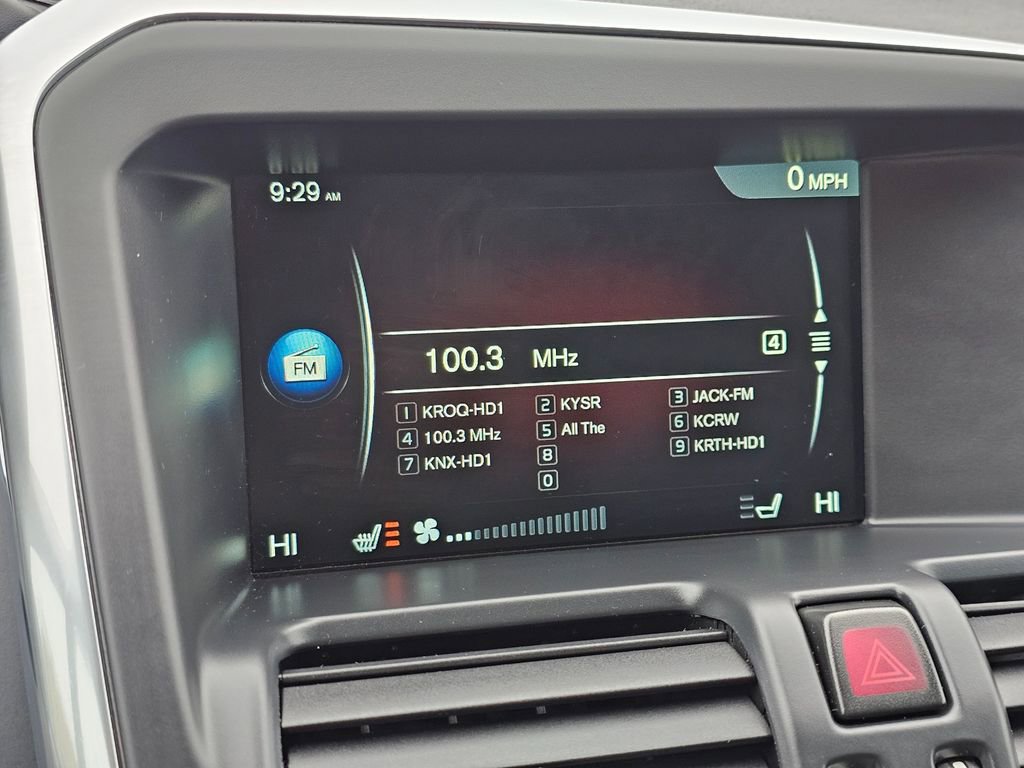 9:29 AM
0 MPH
FM
100.3 MHz 4
1 KROQ-HD1 2 KYSR 3 JACK-FM
4 100.3 MHz 5 All The 6 KCRW
7 KNX-HD1 8 9 KRTH-HD1
0
HI HI